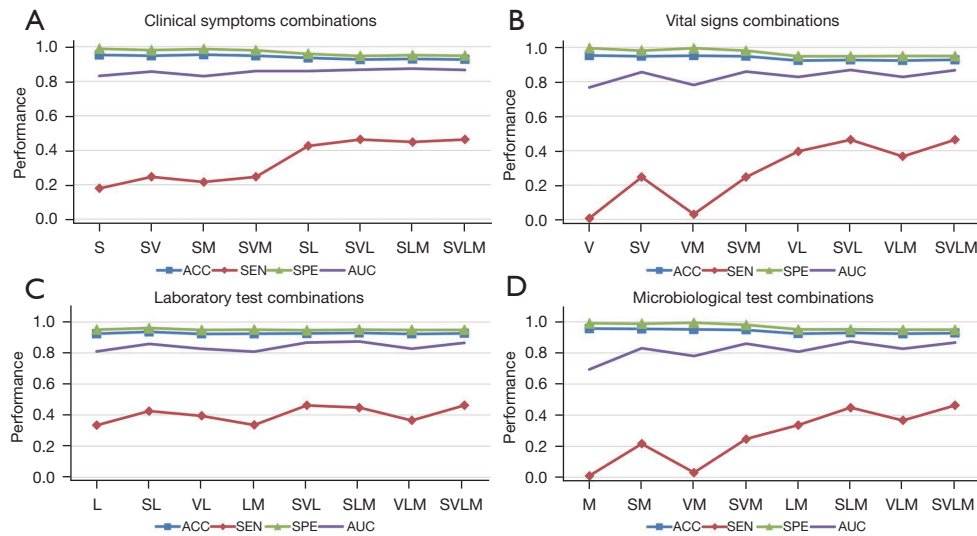 A
Clinical symptoms combinations
Performance
1.0
0.8
0.6
0.4
0.2
0.0
S SV SM SVM SL SVL SLM SVLM
ACC SEN SPE AUC
B
Vital signs combinations
Performance
1.0
0.8
0.6
0.4
0.2
0.0
V SV VM SVM VL SVL VLM SVLM
ACC SEN SPE AUC
C
Laboratory test combinations
Performance
1.0
0.8
0.6
0.4
0.2
0.0
L SL VL LM SVL SLM VLM SVLM
ACC SEN SPE AUC
D
Microbiological test combinations
Performance
1.0
0.8
0.6
0.4
0.2
0.0
M SM VM SVM LM SLM VLM SVLM
ACC SEN SPE AUC